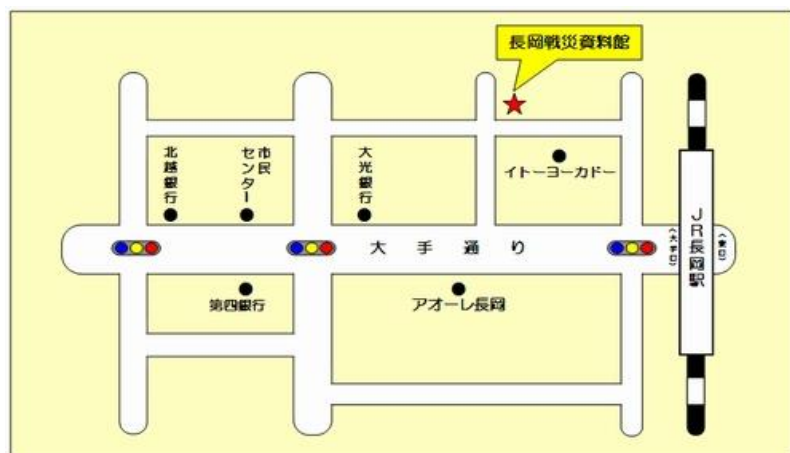 長岡戦災資料館
北越銀行
市民
センター
大光銀行
イトーヨーカドー
大手通り
(大手口)
JR長岡駅
(東口)
第四銀行
アオーレ長岡